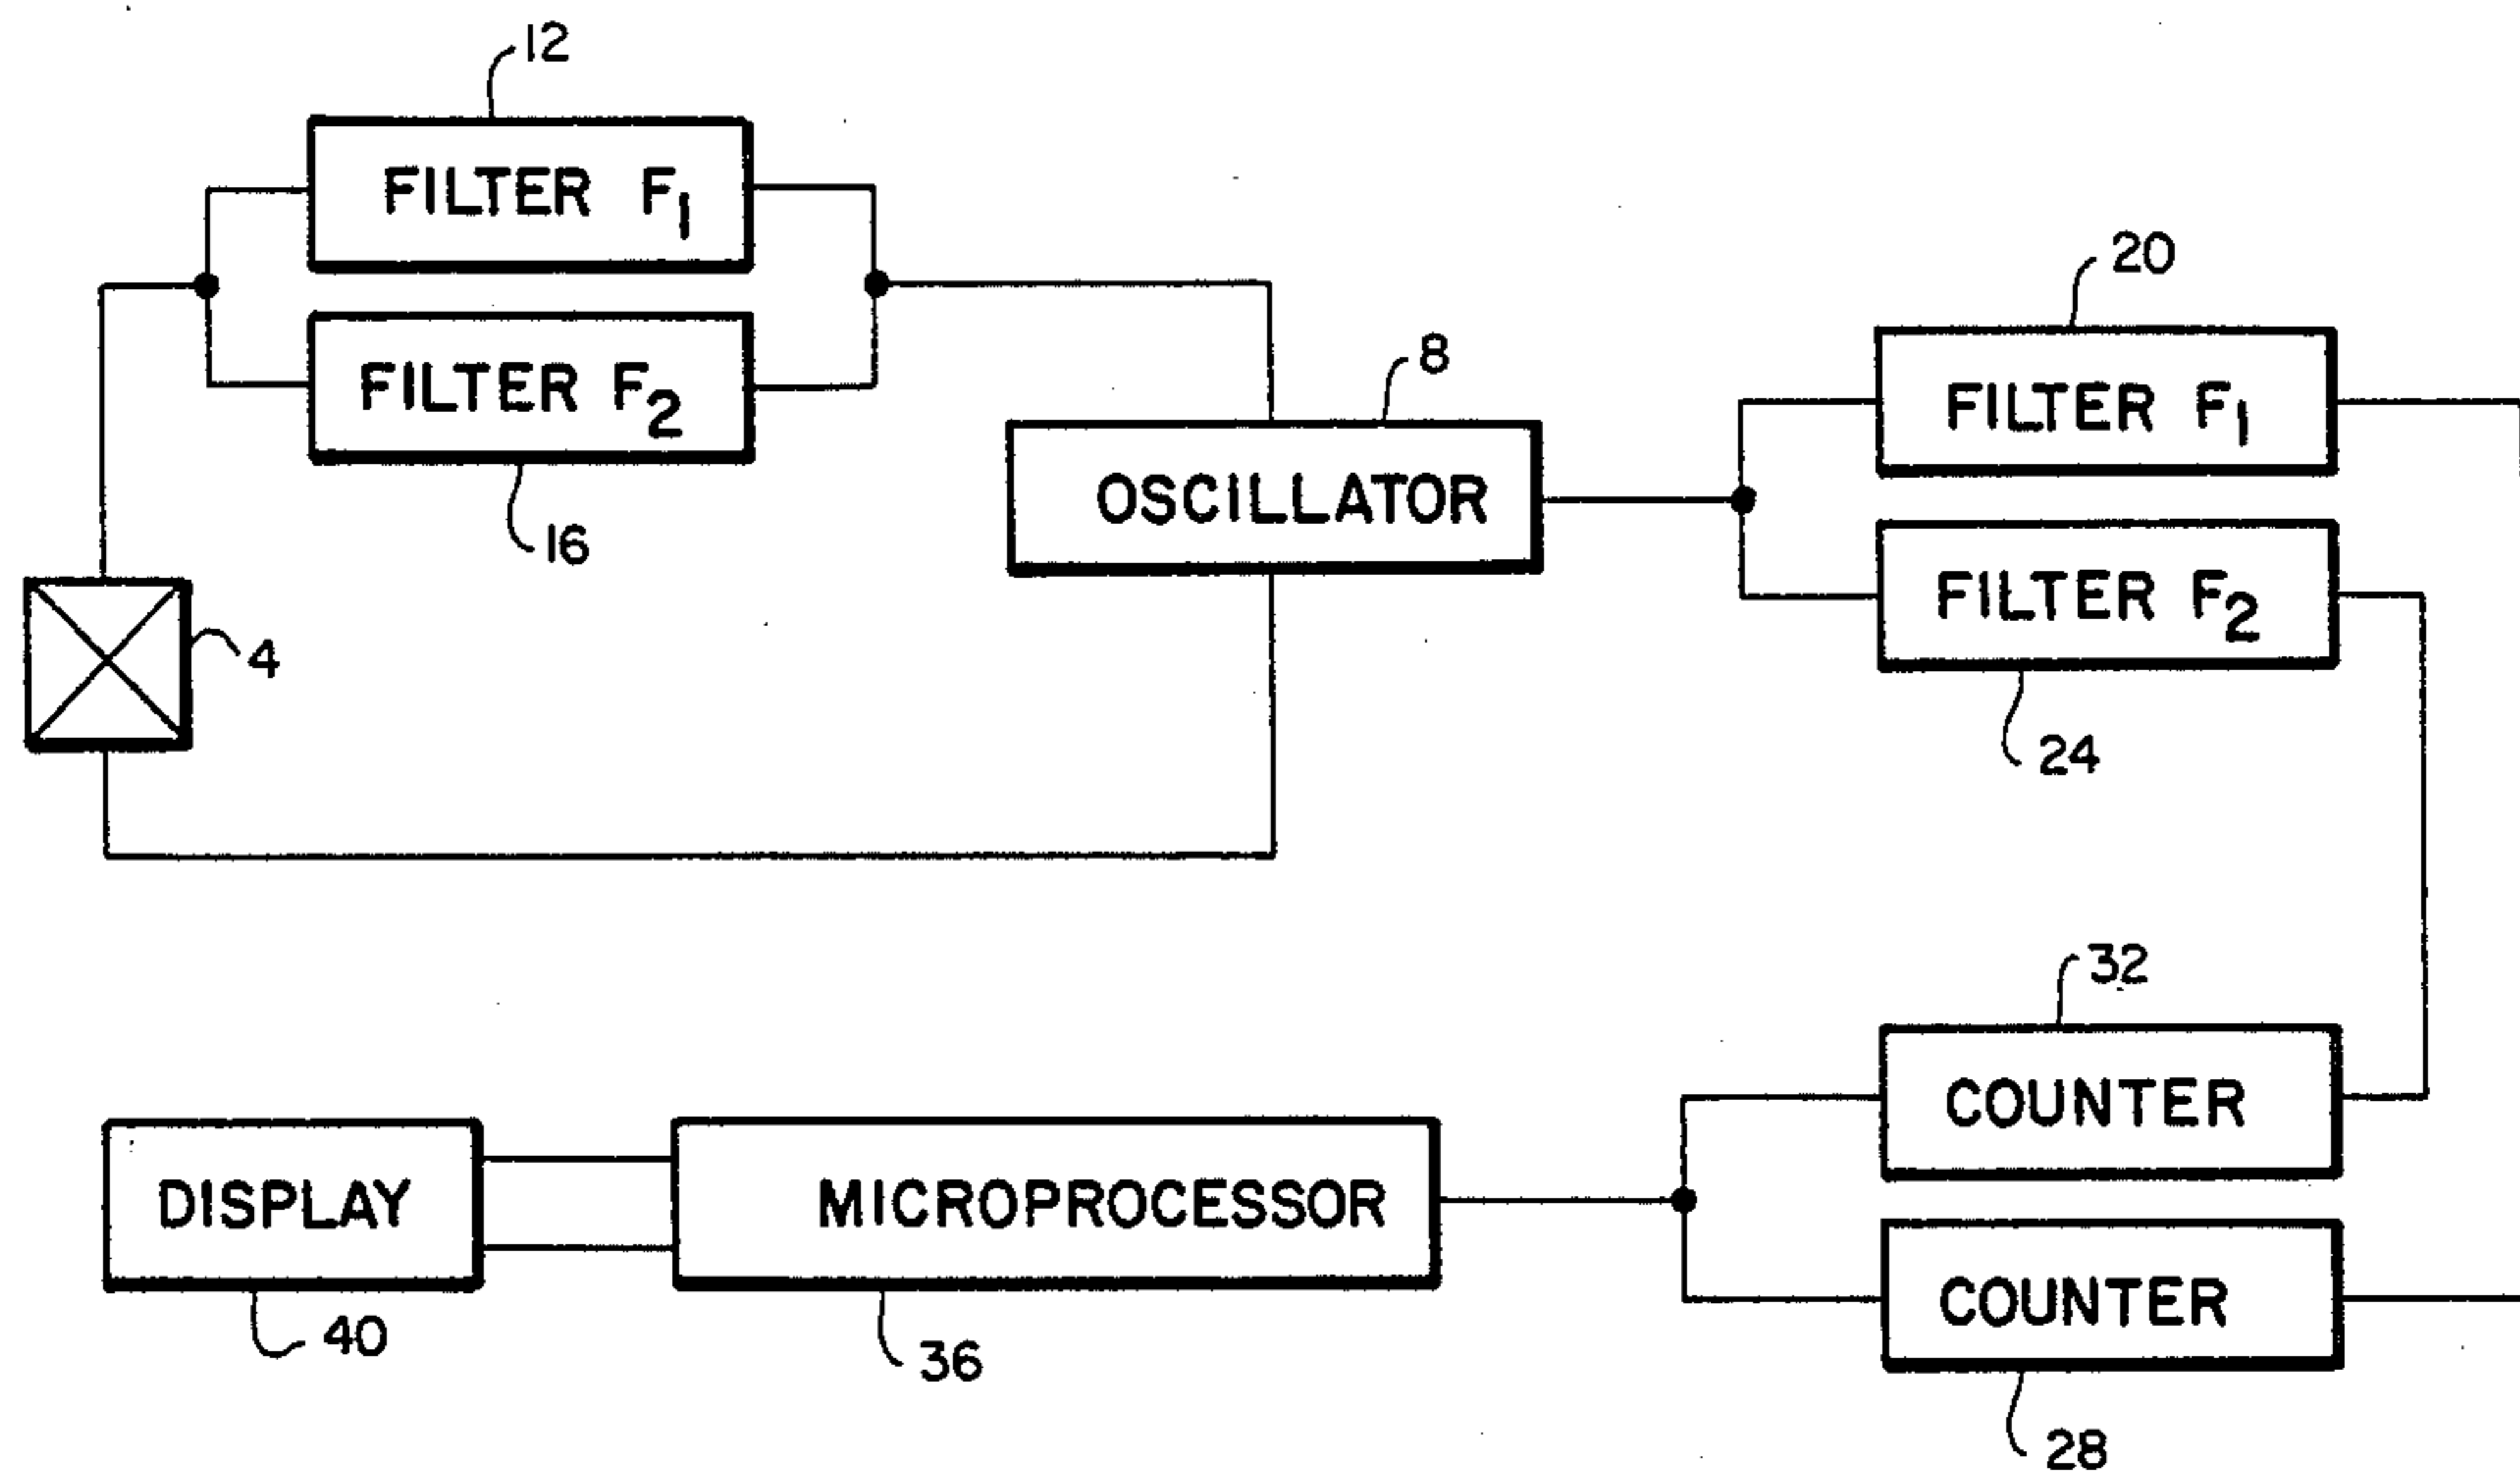 12
FILTER F1
FILTER F2
16
4
8
OSCILLATOR
20
FILTER F1
FILTER F2
24
32
COUNTER
COUNTER
28
MICROPROCESSOR
36
DISPLAY
40